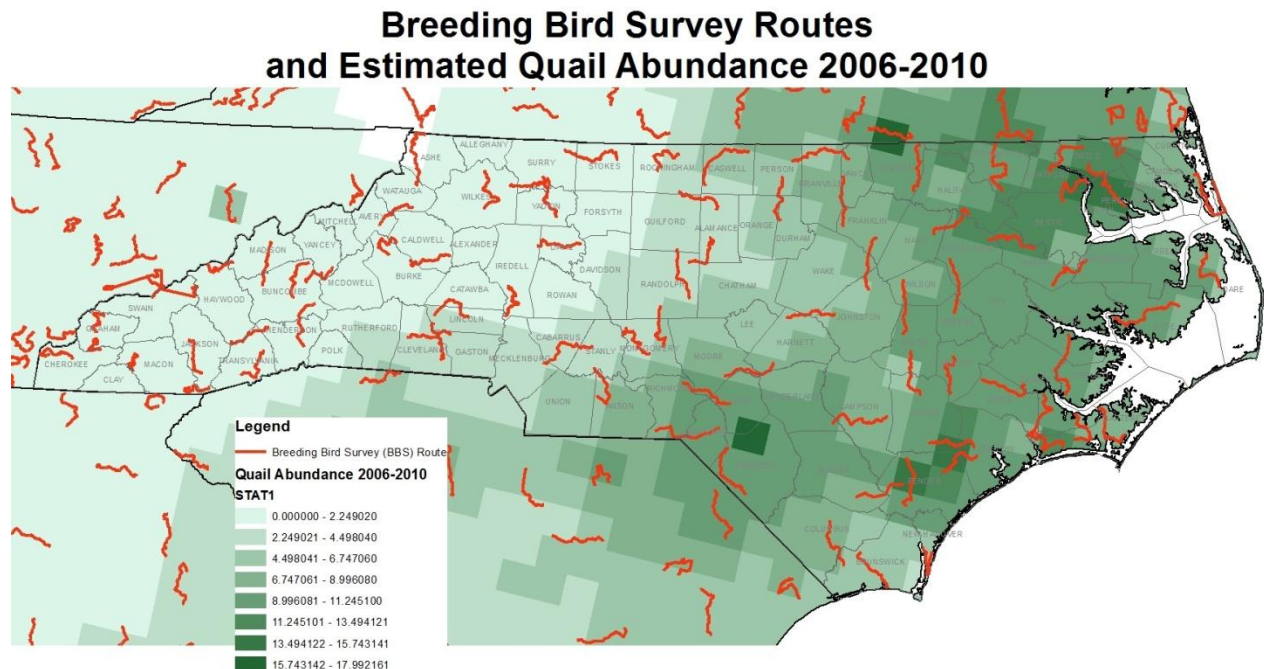 Breeding Bird Survey Routes
and Estimated Quail Abundance 2006-2010
ALLEGHANY
ASHE
SURRY
STOKES
ROCKINGHAM
CASWELL
PERSON
WATAUGA
WILKES
YADKIN
FORSYTH
GUILFORD
ALAMANCE
ORANGE
DURHAM
FRANKLIN
AVERY
MITCHELL
YANCEY
MADISON
CALDWELL
ALEXANDER
IREDELL
DAVIDSON
RANDOLPH
CHATHAM
WAKE
WILSON
BURKE
MCDOWELL
CATAWBA
ROWAN
BUNCOMBE
HAYWOOD
SWAIN
DARE
LINCOLN
LEE
JOHNSTON
HARNETT
GRAHAM
HENDERSON
RUTHERFORD
CABARRUS
STANLY
MONTGOMERY
MOORE
CHEROKEE
MACON
JACKSON
TRANSYLVANIA
POLK
CLEVELAND
GASTON
MECKLENBURG
CLAY
UNION
ANSON
SAMPSON
PENDER
COLUMBUS
NEW HANOVER
BRUNSWICK
Legend
Breeding Bird Survey (BBS) Route
Quail Abundance 2006-2010
STAT1
0.000000 - 2.249020
2.249021 - 4.498040
4.498041 - 6.747060
6.747061 - 8.996080
8.996081 - 11.245100
11.245101 - 13.494121
13.494122 - 15.743141
15.743142 - 17.992161